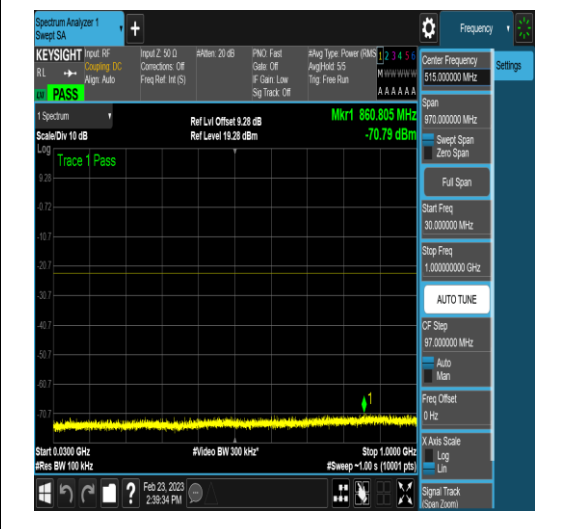 Spectrum Analyzer 1
Swept SA
+
Frequency
KEYSIGHT
RL
Input: RF
Coupling: DC
Align: Auto
Input Z: 50 Ω
Corrections: Off
Freq Ref: Int (S)
#Atten: 20 dB
PNO: Fast
Gate: Off
IF Gain: Low
Sig Track: Off
#Avg Type: Power (RMS
Avg|Hold: 5/5
Trig: Free Run
1 2 3 4 5 6
M W W W W W
A A A A A A
PASS
1 Spectrum
Scale/Div 10 dB
Ref Lvl Offset 9.28 dB
Ref Level 19.28 dBm
Mkr1 860.805 MHz
-70.79 dBm
Log
Trace 1 Pass
9.28
-0.72
-10.7
-20.7
-30.7
-40.7
-50.7
-60.7
-70.7
1
Start 0.0300 GHz
#Res BW 100 kHz
#Video BW 300 kHz*
Stop 1.0000 GHz
#Sweep ~1.00 s (10001 pts)
?
Feb 23, 2023
2:39:34 PM
Settings
Center Frequency
515.000000 MHz
Span
970.000000 MHz
Swept Span
Zero Span
Full Span
Start Freq
30.000000 MHz
Stop Freq
1.000000000 GHz
AUTO TUNE
CF Step
97.000000 MHz
Auto
Man
Freq Offset
0 Hz
X Axis Scale
Log
Lin
Signal Track
(Span Zoom)